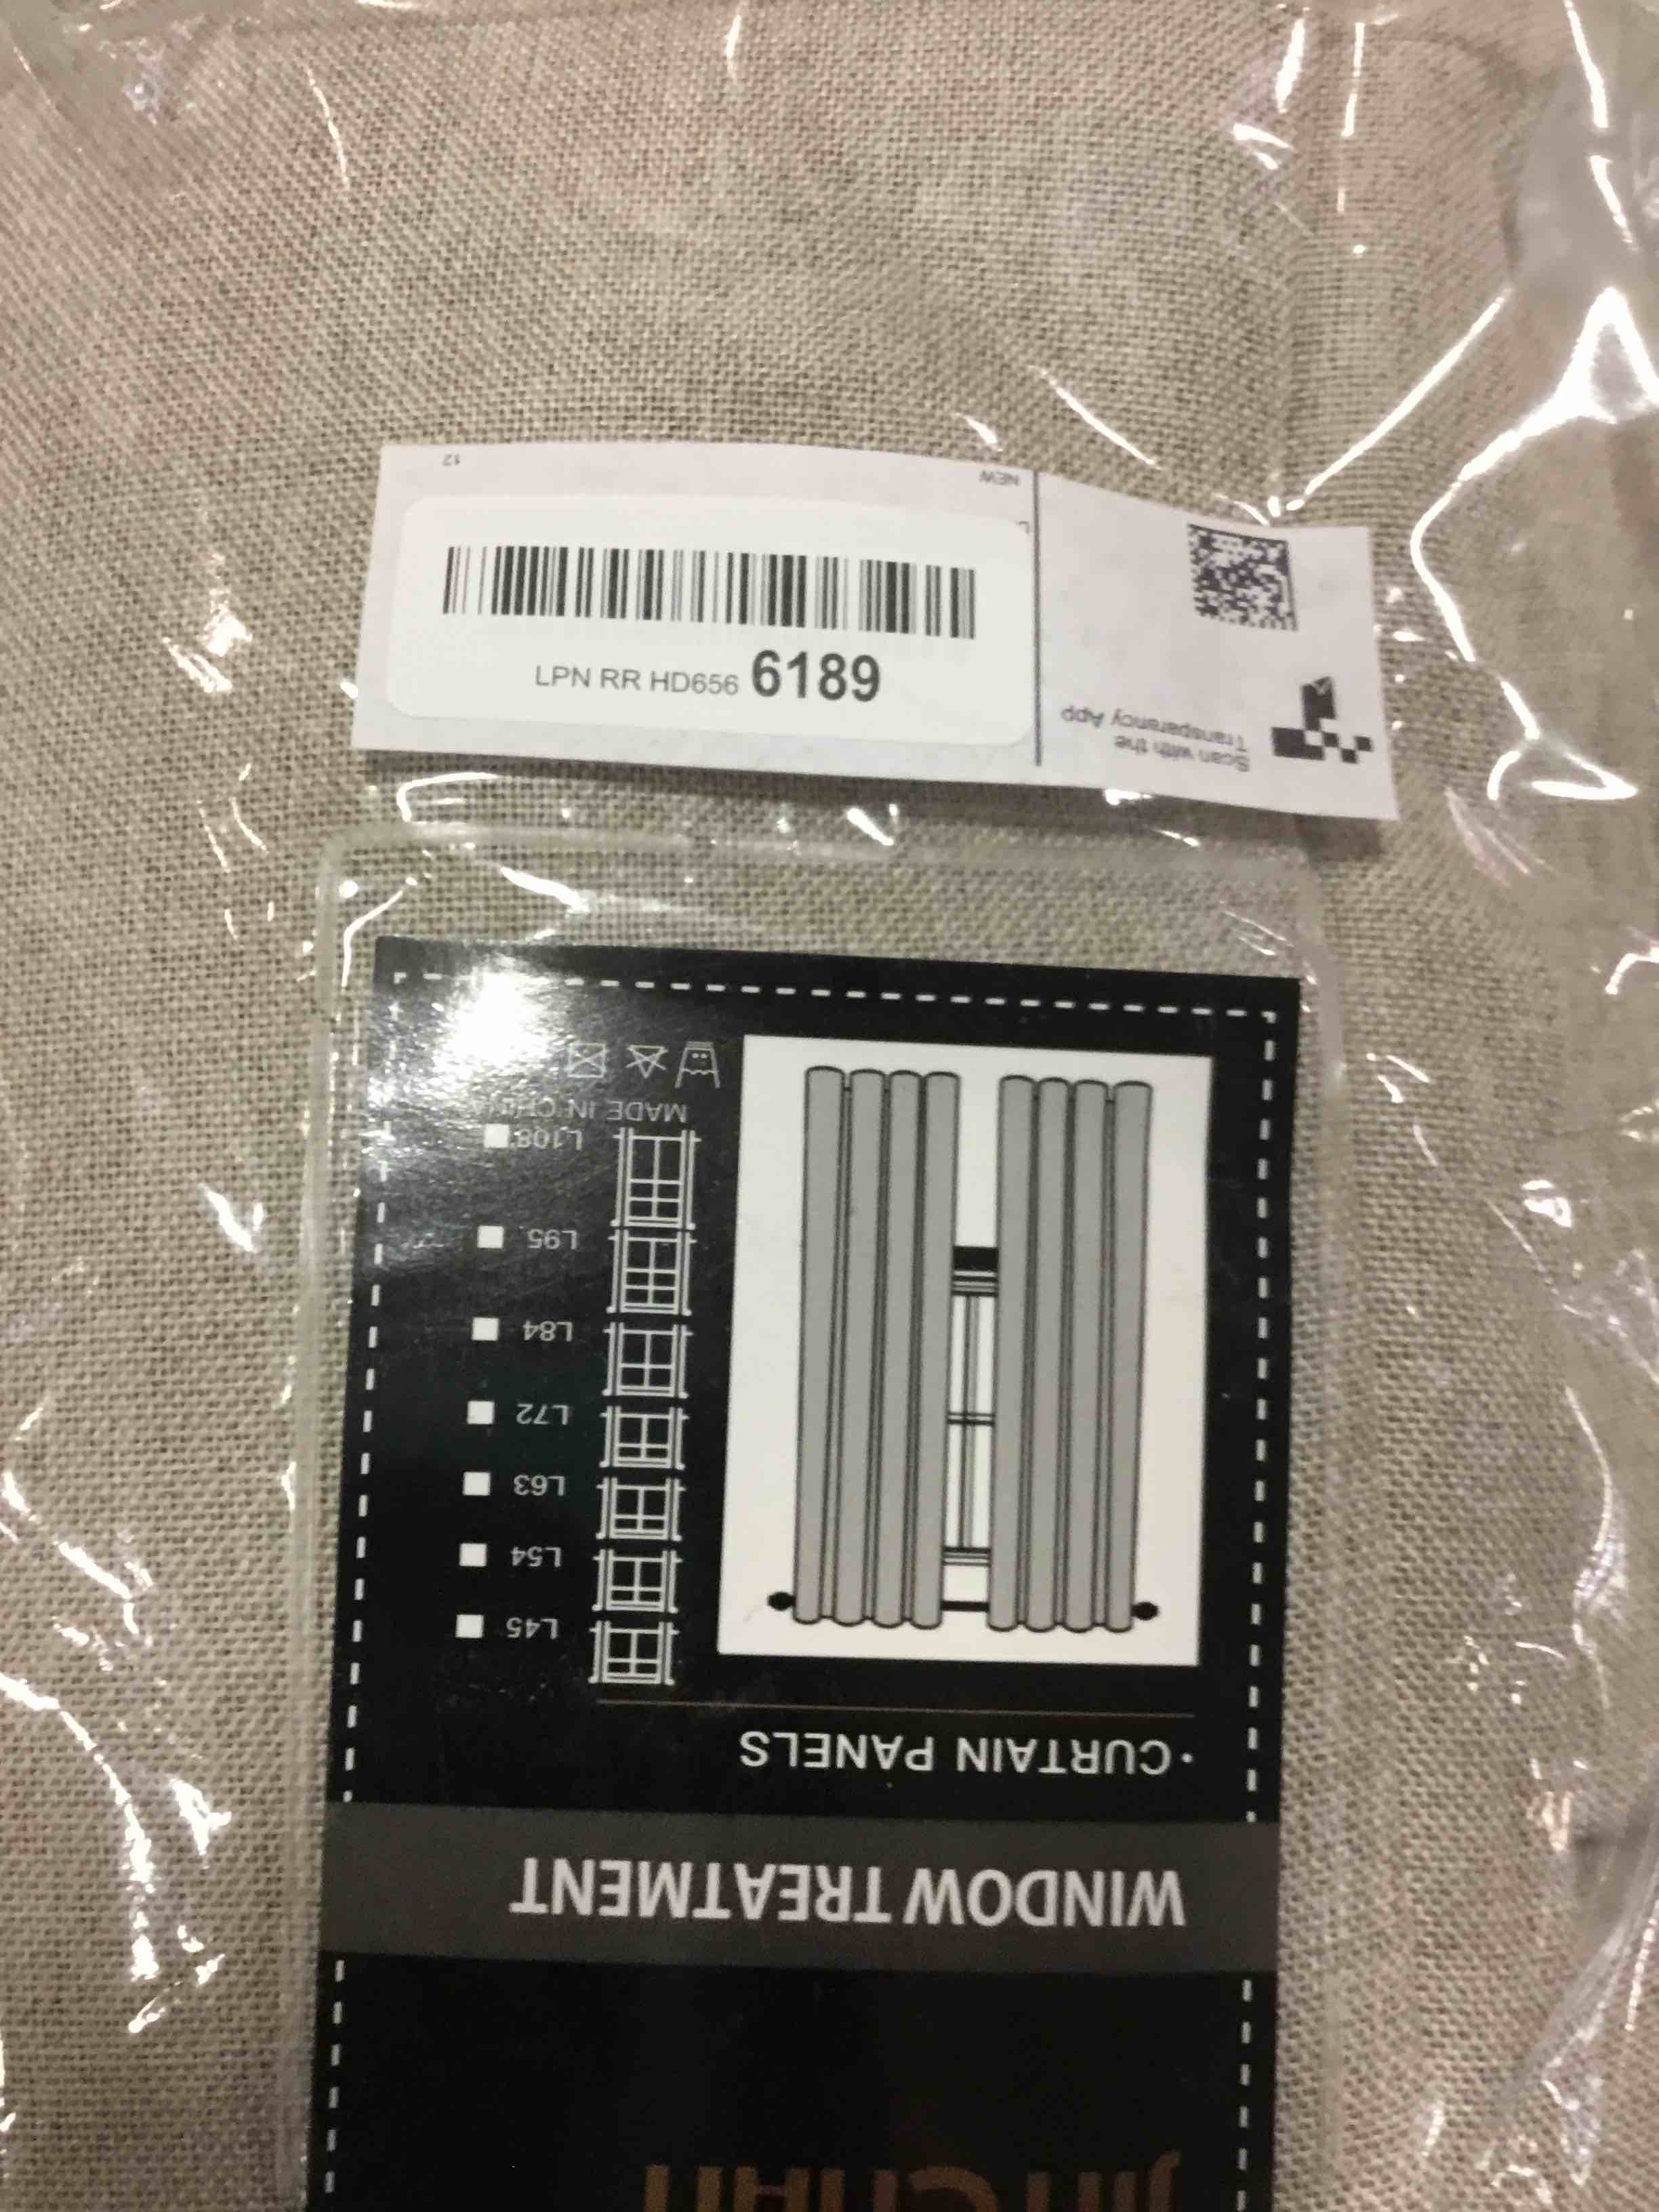 12
NEW
LPN RR HD656 6189
Scan with the
Transparency App
WINDOW TREATMENT
• CURTAIN PANELS
L45
L54
L63
L72
L84
L95
L108
MADE IN CHINA